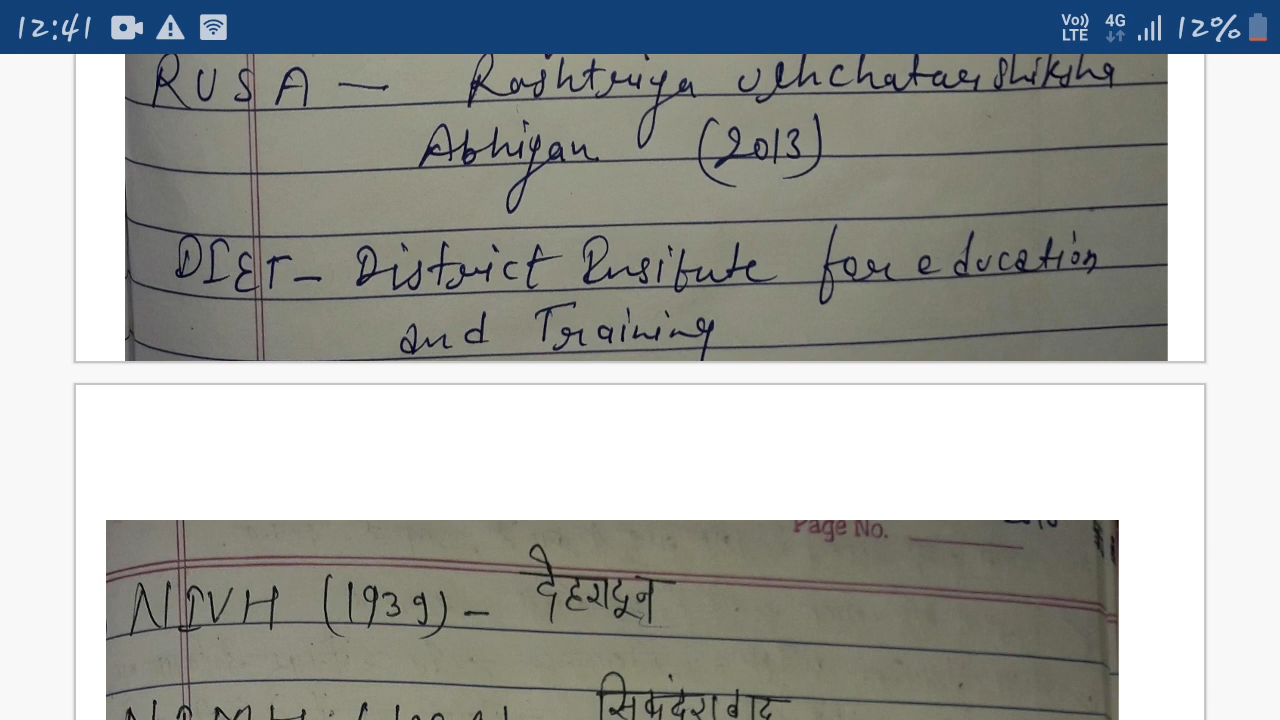 12:41 Vo)) LTE 4G 12%
RUSA — Rashtriya Uchchatar Shiksha
Abhiyan (2013)
DIET - District Insitute for education
and Training
Page No.
NIVH (1939) - देहरादून
सिकंदराबाद